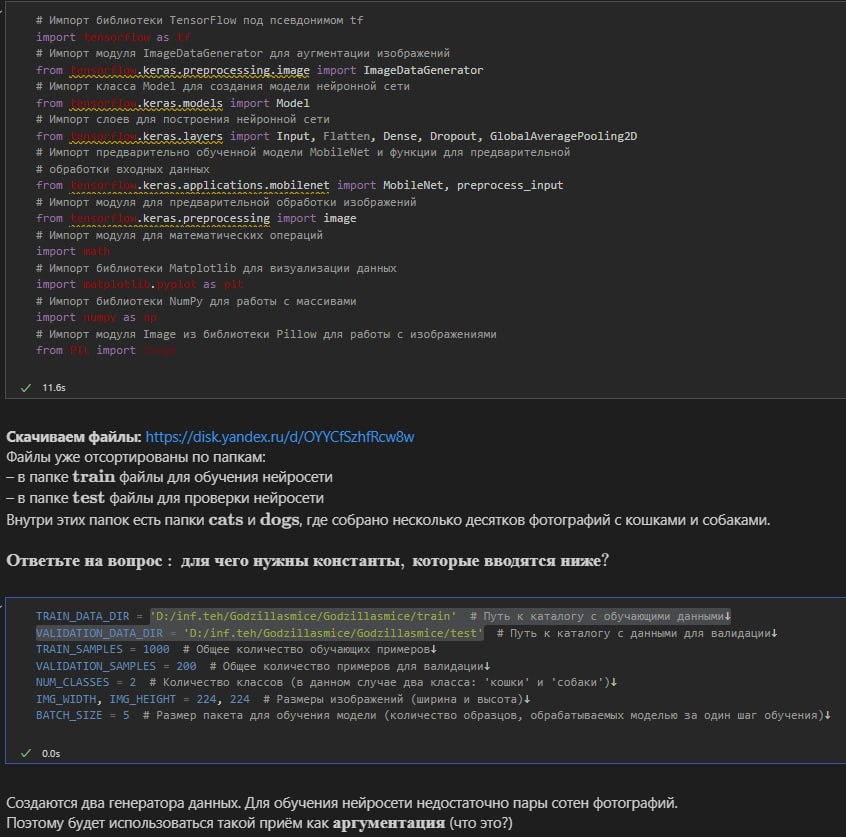 # Импорт библиотеки TensorFlow под псевдонимом tf
import tensorflow as tf
# Импорт модуля ImageDataGenerator для аугментации изображений
from tensorflow.keras.preprocessing.image import ImageDataGenerator
# Импорт класса Model для создания модели нейронной сети
from tensorflow.keras.models import Model
# Импорт слоев для построения нейронной сети
from tensorflow.keras.layers import Input, Flatten, Dense, Dropout, GlobalAveragePooling2D
# Импорт предварительно обученной модели MobileNet и функции для предварительной
# обработки входных данных
from tensorflow.keras.applications.mobilenet import MobileNet, preprocess_input
# Импорт модуля для предварительной обработки изображений
from tensorflow.keras.preprocessing import image
# Импорт модуля для математических операций
import math
# Импорт библиотеки Matplotlib для визуализации данных
import matplotlib.pyplot as plt
# Импорт библиотеки NumPy для работы с массивами
import numpy as np
# Импорт модуля Image из библиотеки Pillow для работы с изображениями
from PIL import Image
✓ 11.6s
Скачиваем файлы: https://disk.yandex.ru/d/OYYCfSzhfRcw8w
Файлы уже отсортированы по папкам:
– в папке train файлы для обучения нейросети
– в папке test файлы для проверки нейросети
Внутри этих папок есть папки cats и dogs, где собрано несколько десятков фотографий с кошками и собаками.
Ответьте на вопрос : для чего нужны константы, которые вводятся ниже?
TRAIN_DATA_DIR = 'D:/inf.teh/Godzillasmice/Godzillasmice/train' # Путь к каталогу с обучающими данными↓
VALIDATION_DATA_DIR = 'D:/inf.teh/Godzillasmice/Godzillasmice/test' # Путь к каталогу с данными для валидации↓
TRAIN_SAMPLES = 1000 # Общее количество обучающих примеров↓
VALIDATION_SAMPLES = 200 # Общее количество примеров для валидации↓
NUM_CLASSES = 2 # Количество классов (в данном случае два класса: 'кошки' и 'собаки')↓
IMG_WIDTH, IMG_HEIGHT = 224, 224 # Размеры изображений (ширина и высота)↓
BATCH_SIZE = 5 # Размер пакета для обучения модели (количество образцов, обрабатываемых моделью за один шаг обучения)↓
✓ 0.0s
Создаются два генератора данных. Для обучения нейросети недостаточно пары сотен фотографий.
Поэтому будет использоваться такой приём как аргументация (что это?)